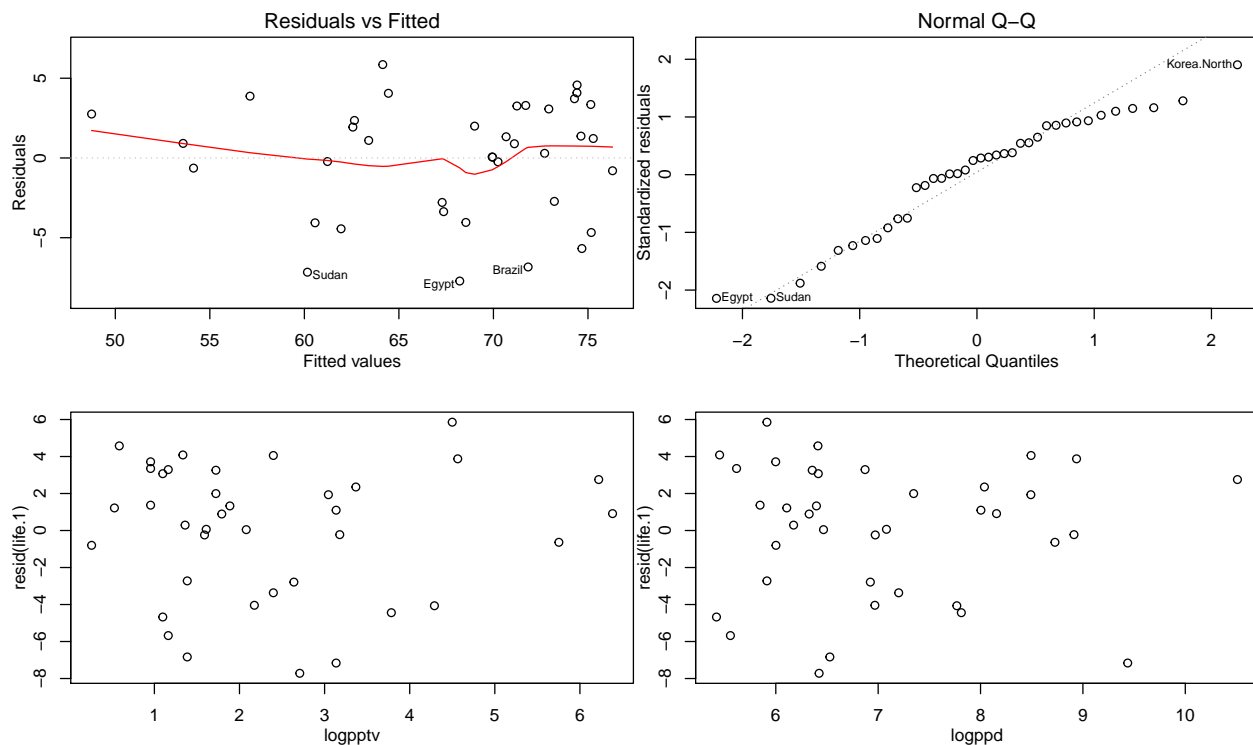 Residuals vs Fitted
5
0
−5
Residuals
Sudan
Egypt
Brazil
50 55 60 65 70 75
Fitted values
Normal Q−Q
2
1
0
−1
−2
Standardized residuals
Korea.North
Egypt
Sudan
−2 −1 0 1 2
Theoretical Quantiles
6
4
2
0
−2
−4
−6
−8
resid(life.1)
1 2 3 4 5 6
logpptv
6
4
2
0
−2
−4
−6
−8
resid(life.1)
6 7 8 9 10
logppd